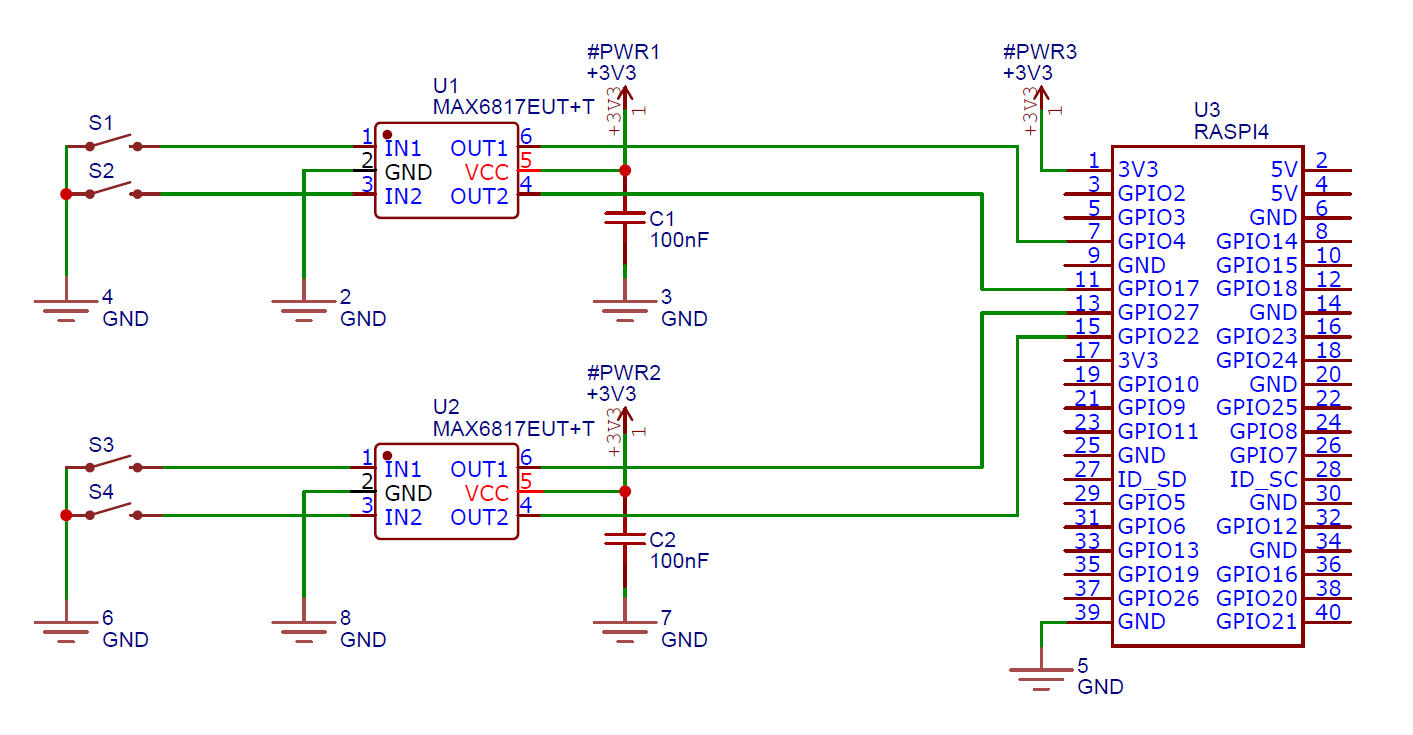 #PWR1
+3V3
+3V3
1
#PWR3
+3V3
+3V3
1
U1
MAX6817EUT+T
S1
S2
1 IN1 OUT1 6
2 GND VCC 5
3 IN2 OUT2 4
C1
100nF
4
GND
2
GND
3
GND
#PWR2
+3V3
+3V3
1
U2
MAX6817EUT+T
S3
S4
1 IN1 OUT1 6
2 GND VCC 5
3 IN2 OUT2 4
C2
100nF
6
GND
8
GND
7
GND
U3
RASPI4
1 3V3 5V 2
3 GPIO2 5V 4
5 GPIO3 GND 6
7 GPIO4 GPIO14 8
9 GND GPIO15 10
11 GPIO17 GPIO18 12
13 GPIO27 GND 14
15 GPIO22 GPIO23 16
17 3V3 GPIO24 18
19 GPIO10 GND 20
21 GPIO9 GPIO25 22
23 GPIO11 GPIO8 24
25 GND GPIO7 26
27 ID_SD ID_SC 28
29 GPIO5 GND 30
31 GPIO6 GPIO12 32
33 GPIO13 GND 34
35 GPIO19 GPIO16 36
37 GPIO26 GPIO20 38
39 GND GPIO21 40
5
GND